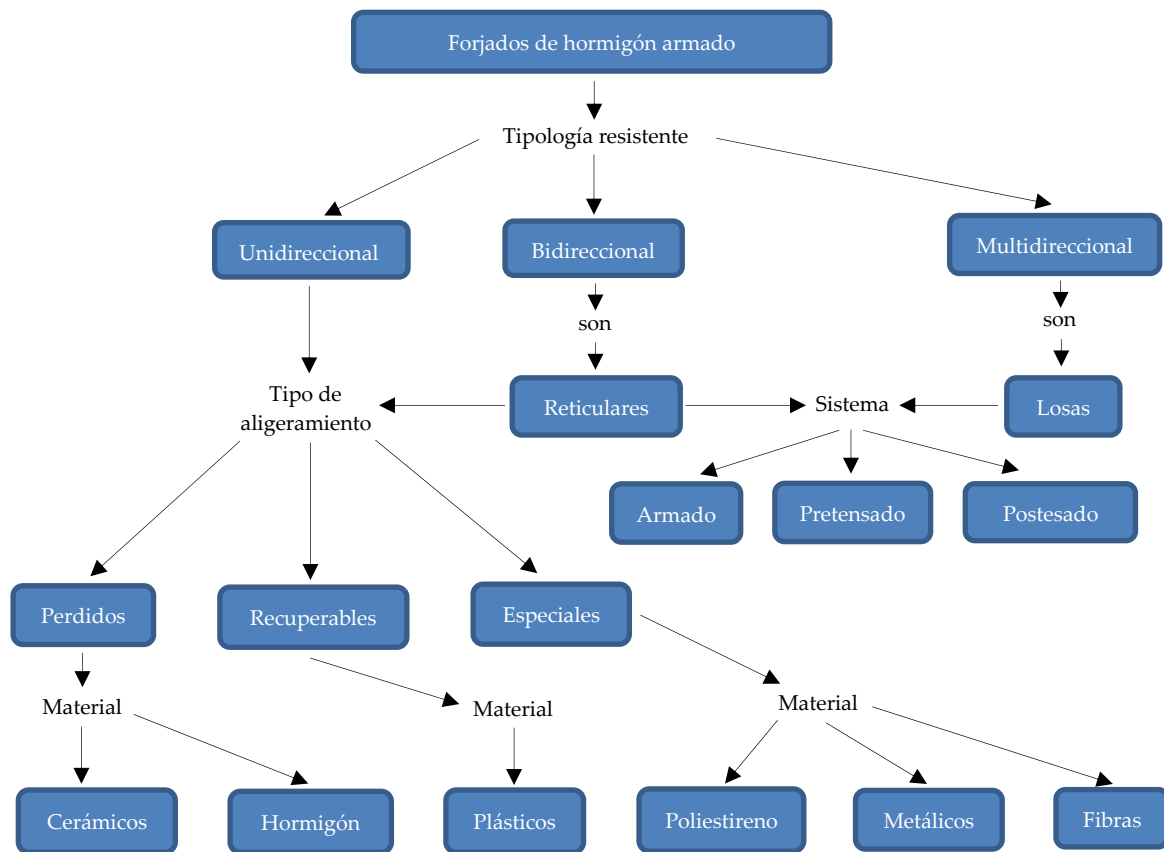 Forjados de hormigón armado
Tipología resistente
Unidireccional
Bidireccional
Multidireccional
son
son
Tipo de
aligeramiento
Reticulares
Sistema
Losas
Armado
Pretensado
Postesado
Perdidos
Recuperables
Especiales
Material
Material
Material
Cerámicos
Hormigón
Plásticos
Poliestireno
Metálicos
Fibras